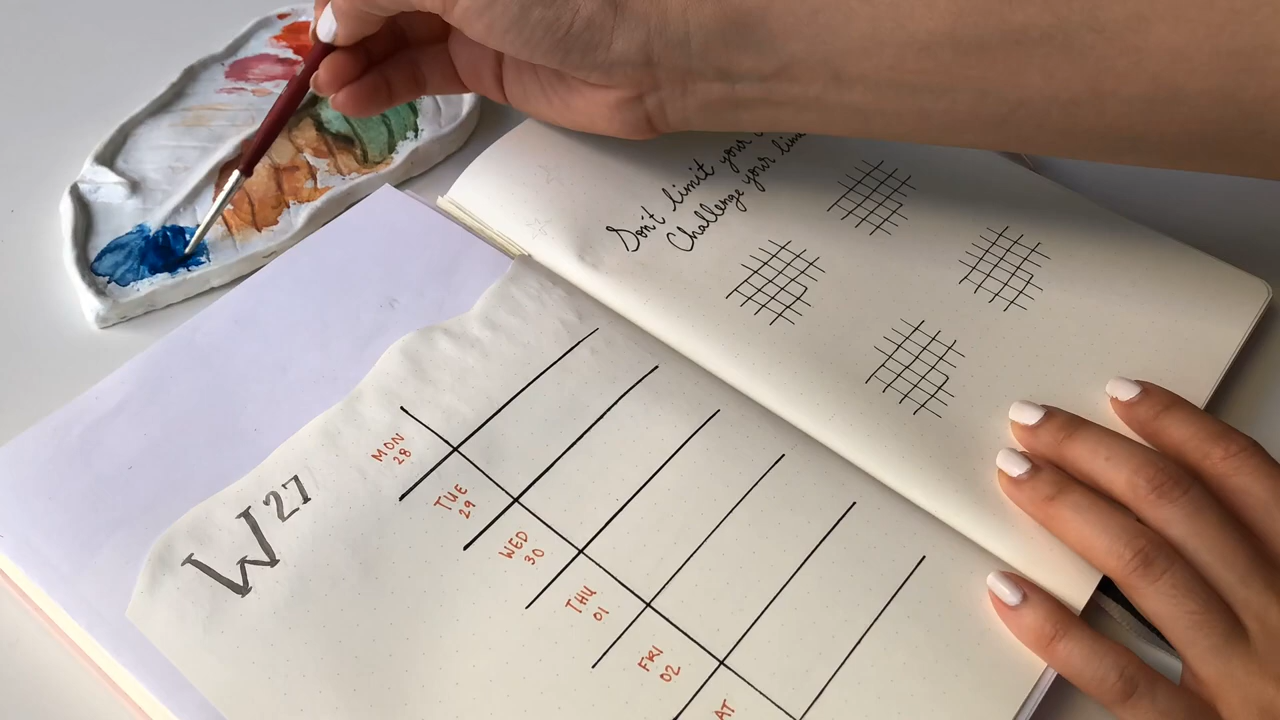 Don't limit your
Challenge your
W27
MON
28
TUE
29
WED
30
THU
01
FRI
02